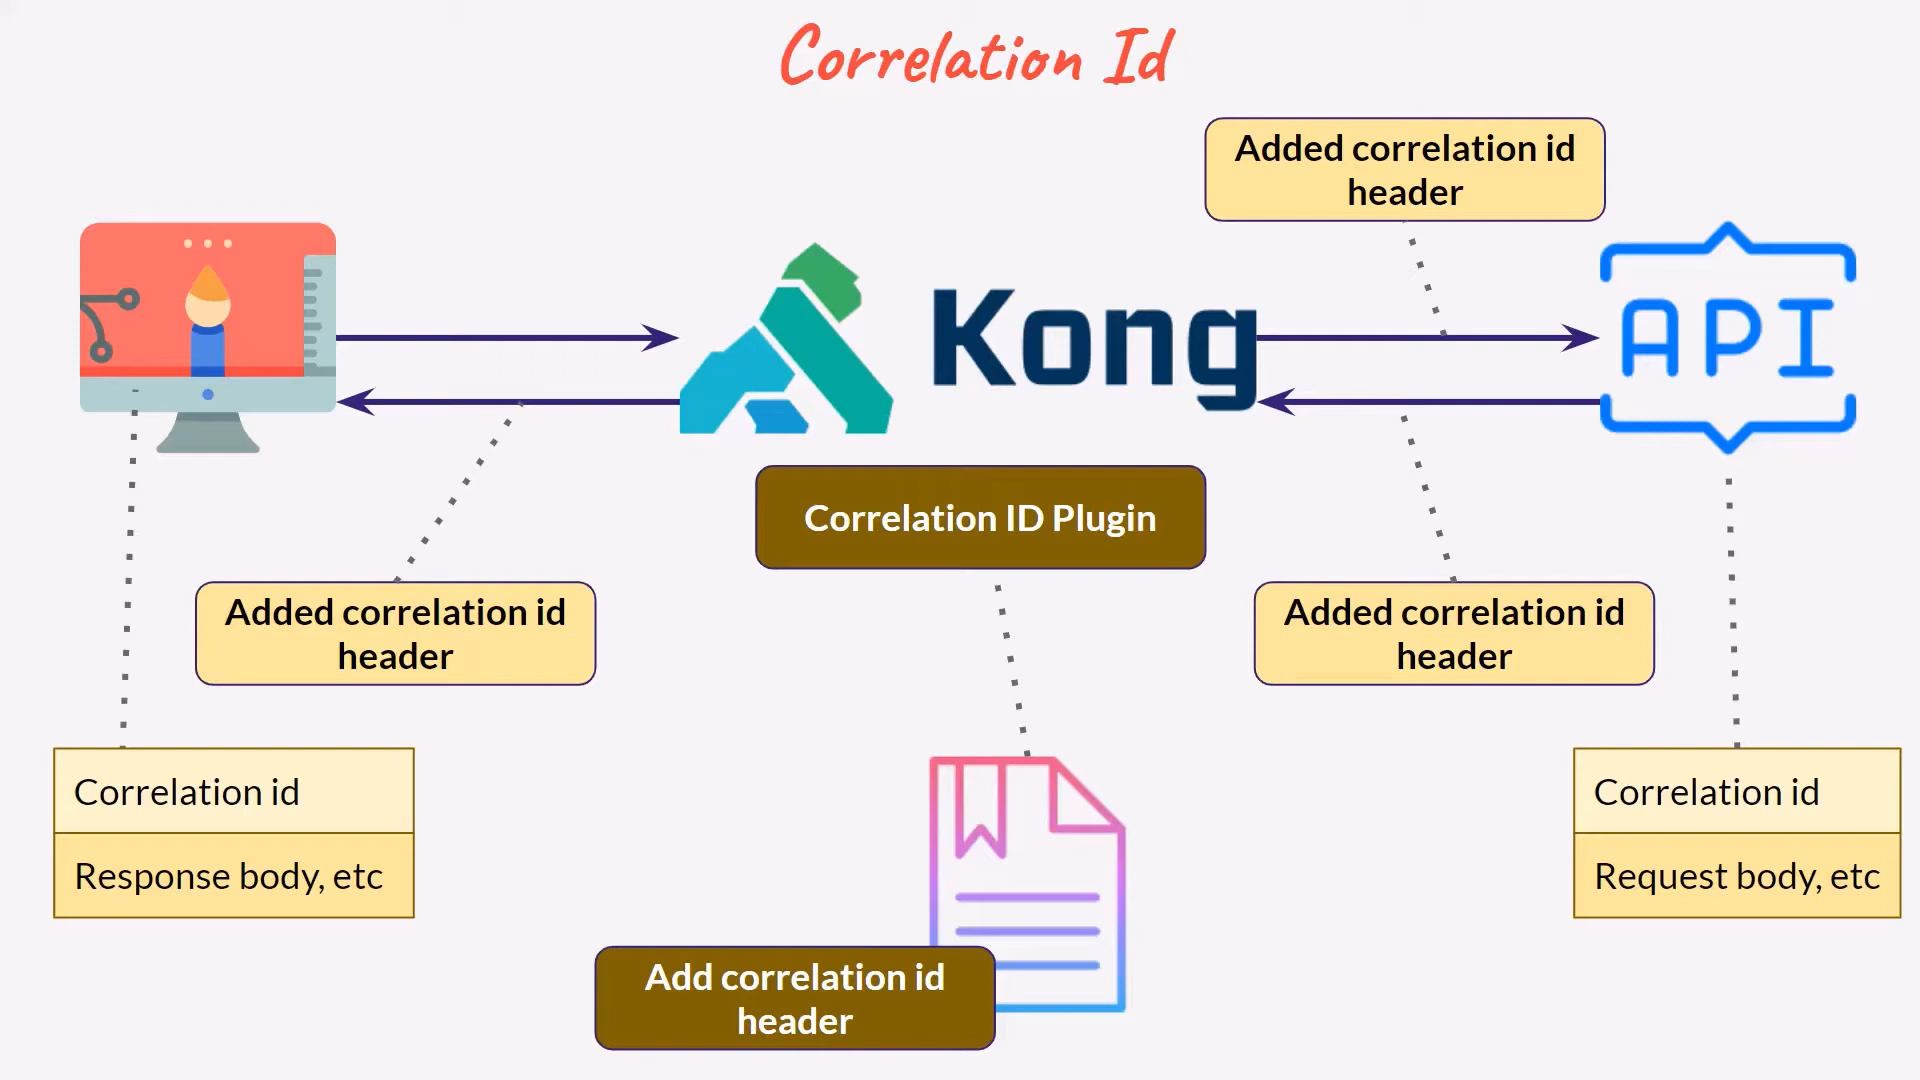 Correlation Id
Added correlation id
header
Kong
API
Correlation ID Plugin
Added correlation id
header
Added correlation id
header
Correlation id
Response body, etc
Correlation id
Request body, etc
Add correlation id
header